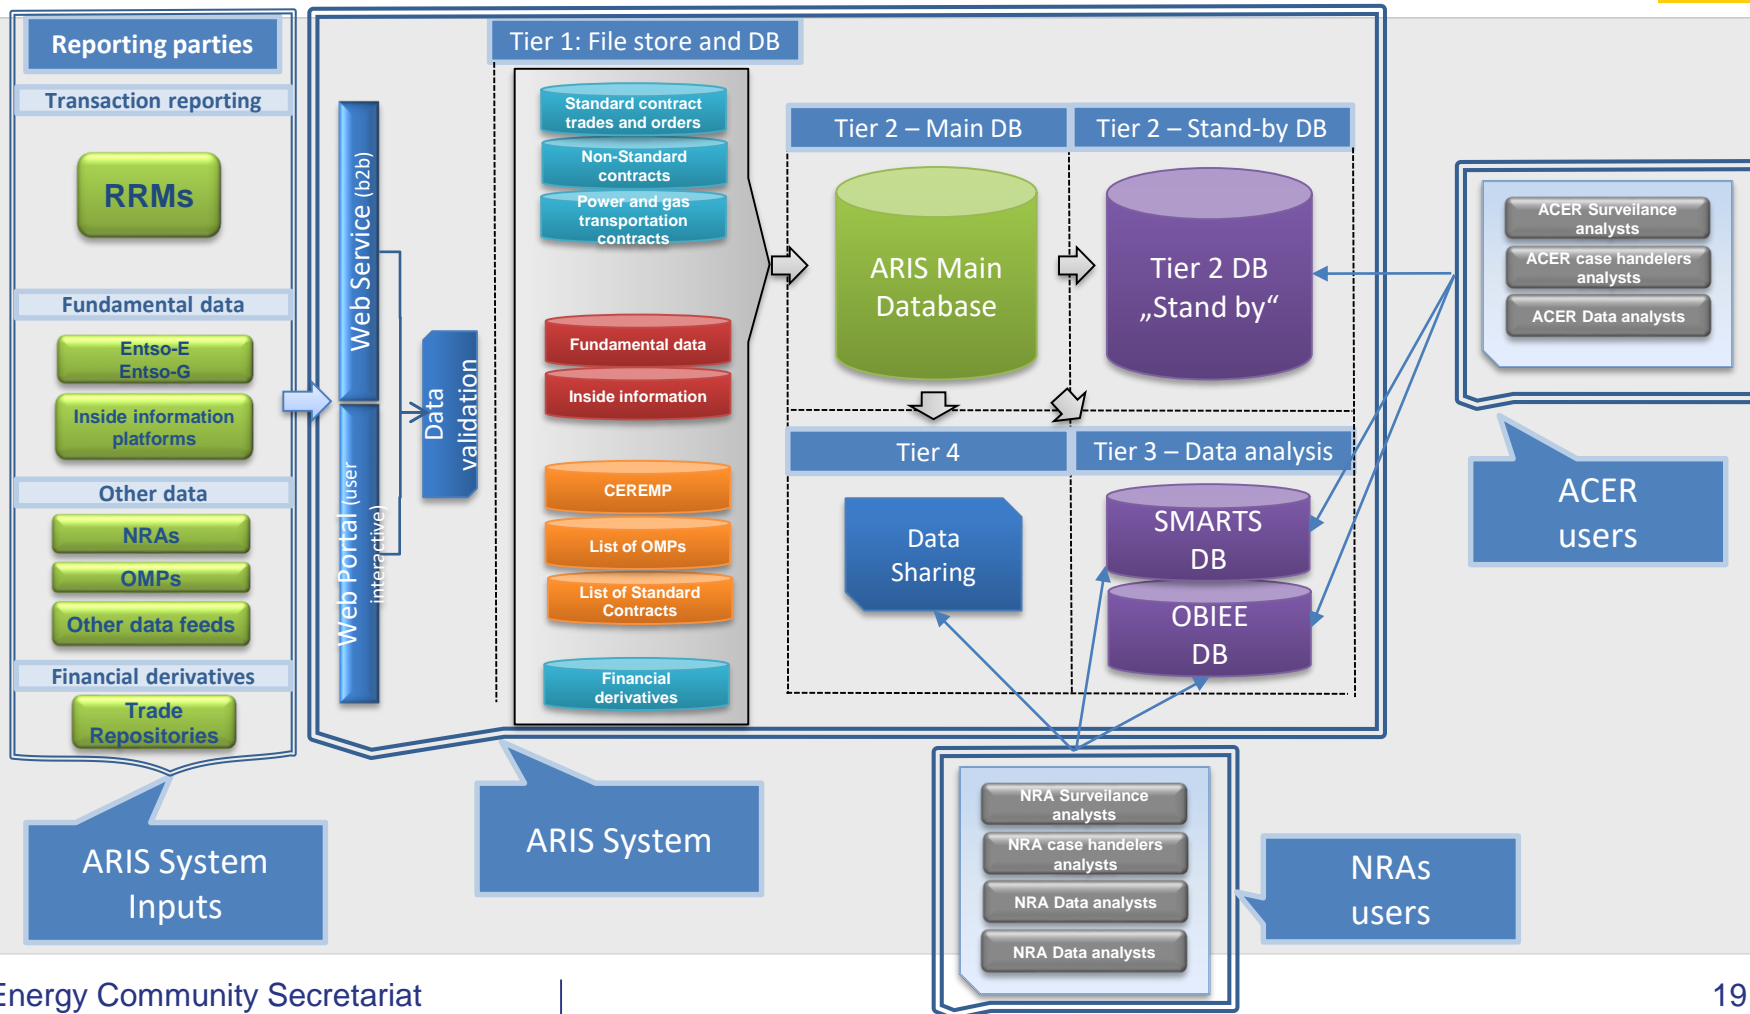 Reporting parties
Transaction reporting
RRMs
Fundamental data
Entso-E
Entso-G
Inside information
platforms
Other data
NRAs
OMPs
Other data feeds
Financial derivatives
Trade
Repositories
ARIS System
Inputs
Web Service (b2b)
Web Portal (user
interactive)
Data
validation
Tier 1: File store and DB
Standard contract
trades and orders
Non-Standard
contracts
Power and gas
transportation
contracts
Fundamental data
Inside information
CEREMP
List of OMPs
List of Standard
Contracts
Financial
derivatives
ARIS System
Tier 2 – Main DB
ARIS Main
Database
Tier 2 – Stand-by DB
Tier 2 DB
„Stand by“
Tier 4
Data
Sharing
Tier 3 – Data analysis
SMARTS
DB
OBIEE
DB
ACER Surveilance
analysts
ACER case handelers
analysts
ACER Data analysts
ACER
users
NRA Surveilance
analysts
NRA case handelers
analysts
NRA Data analysts
NRA Data analysts
NRAs
users
Energy Community Secretariat
19